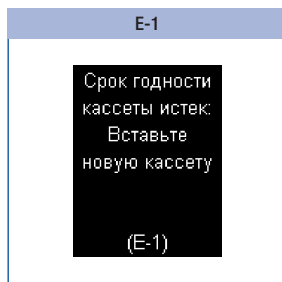 E-1
Срок годности
кассеты истек:
Вставьте
новую кассету
(E-1)